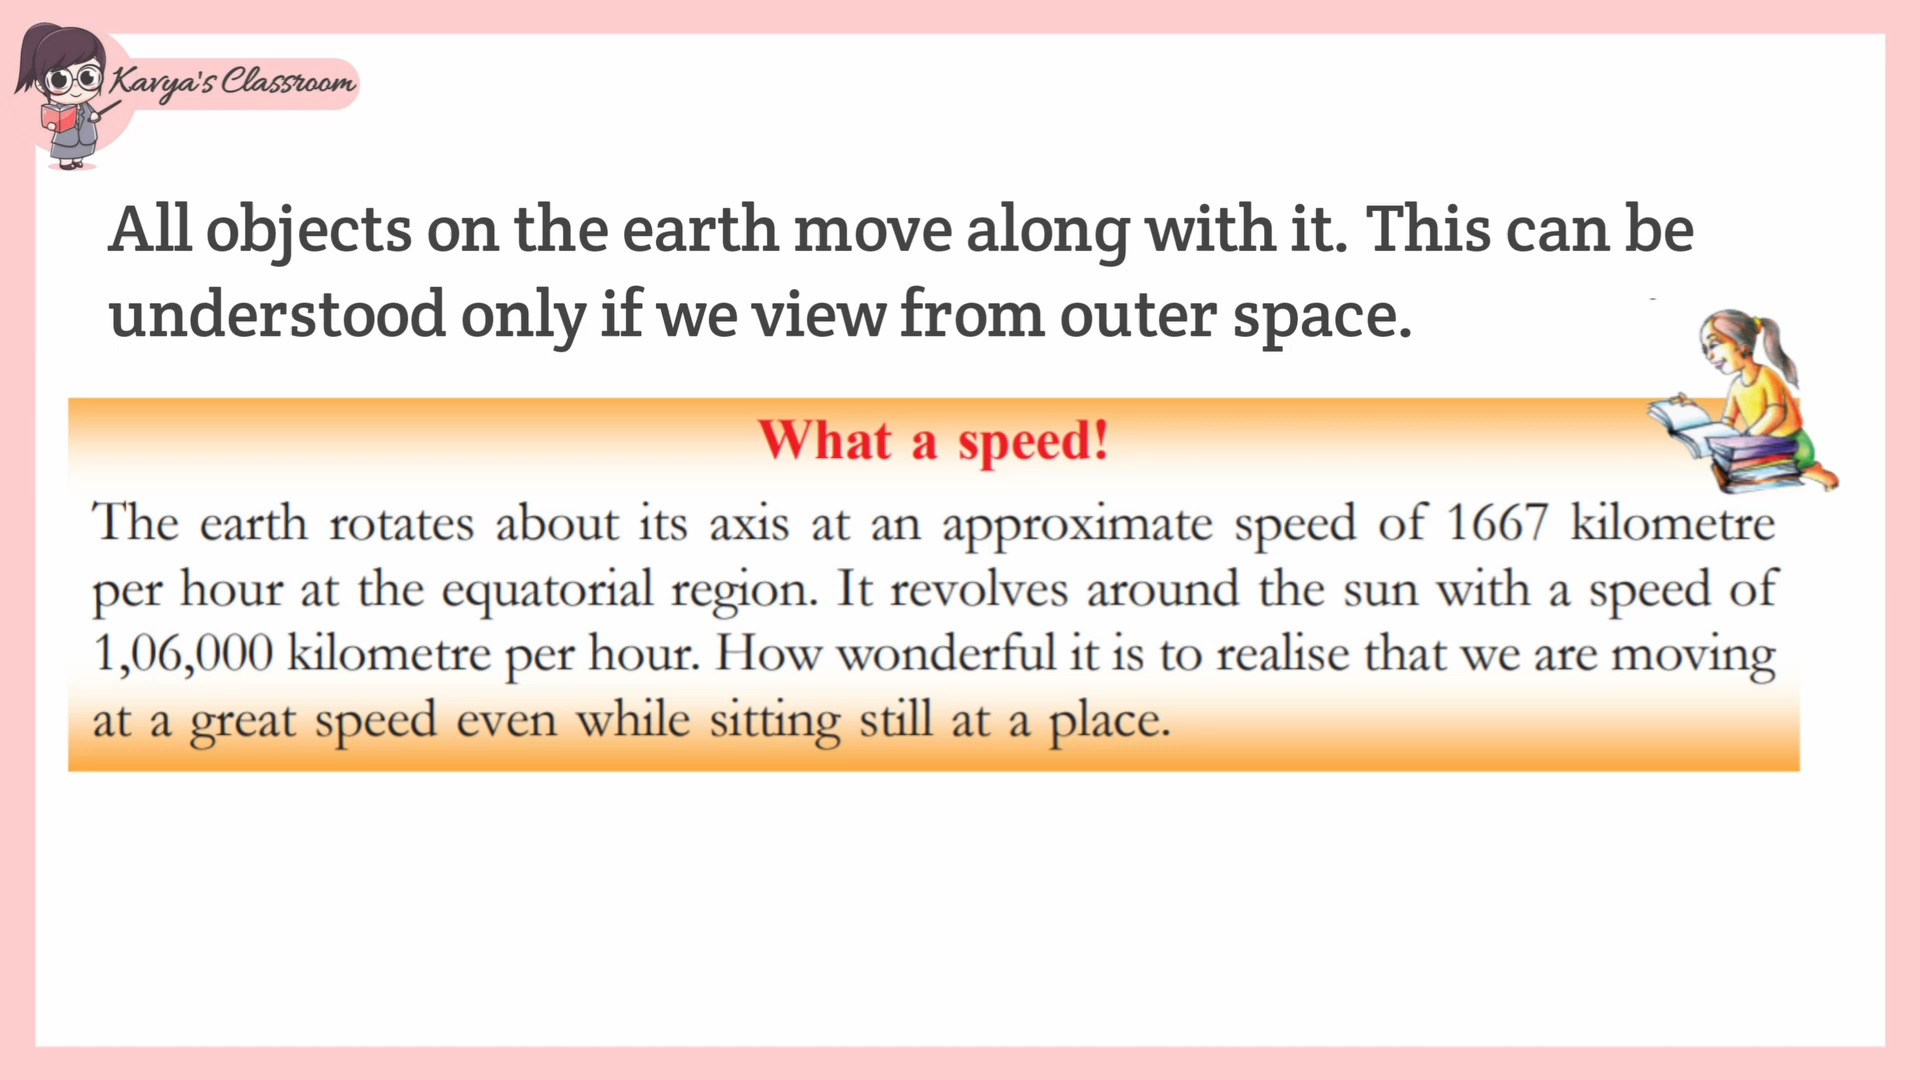 Kavya's Classroom
All objects on the earth move along with it. This can be
understood only if we view from outer space.
What a speed!
The earth rotates about its axis at an approximate speed of 1667 kilometre
per hour at the equatorial region. It revolves around the sun with a speed of
1,06,000 kilometre per hour. How wonderful it is to realise that we are moving
at a great speed even while sitting still at a place.